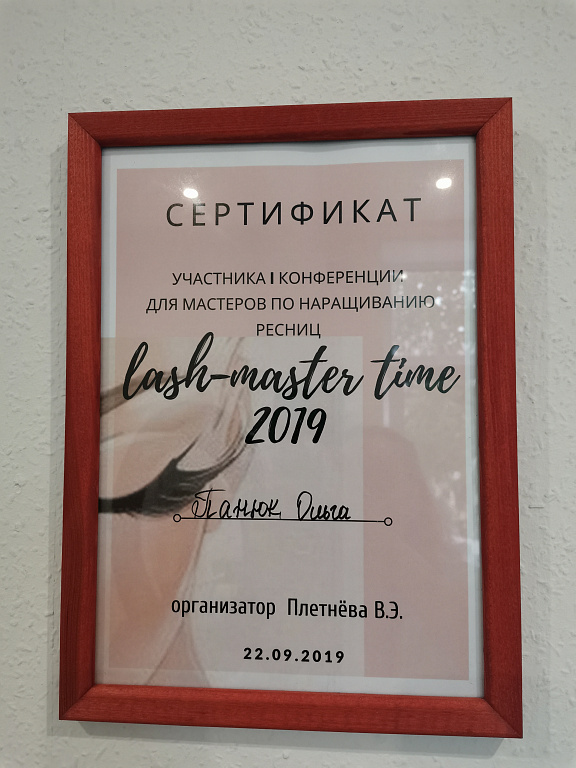 СЕРТИФИКАТ
УЧАСТНИКА I КОНФЕРЕНЦИИ
ДЛЯ МАСТЕРОВ ПО НАРАЩИВАНИЮ
РЕСНИЦ
lash-master time
2019
Панюк Ольга
организатор Плетнёва В.Э.
22.09.2019